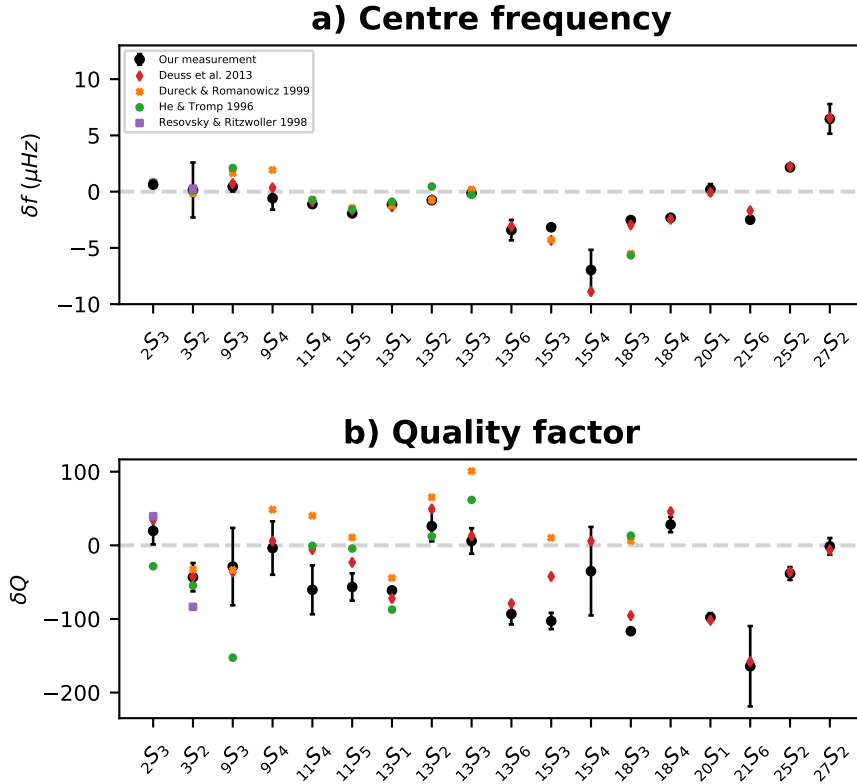 a) Centre frequency
10
5
0
−5
−10
δf (μHz)
Our measurement
Deuss et al. 2013
Dureck & Romanowicz 1999
He & Tromp 1996
Resovsky & Ritzwoller 1998
₂S₃ ₃S₂ ₉S₃ ₉S₄ ₁₁S₄ ₁₁S₅ ₁₃S₁ ₁₃S₂ ₁₃S₃ ₁₃S₆ ₁₅S₃ ₁₅S₄ ₁₈S₃ ₁₈S₄ ₂₀S₁ ₂₁S₆ ₂₅S₂ ₂₇S₂
b) Quality factor
100
0
−100
−200
δQ
₂S₃ ₃S₂ ₉S₃ ₉S₄ ₁₁S₄ ₁₁S₅ ₁₃S₁ ₁₃S₂ ₁₃S₃ ₁₃S₆ ₁₅S₃ ₁₅S₄ ₁₈S₃ ₁₈S₄ ₂₀S₁ ₂₁S₆ ₂₅S₂ ₂₇S₂